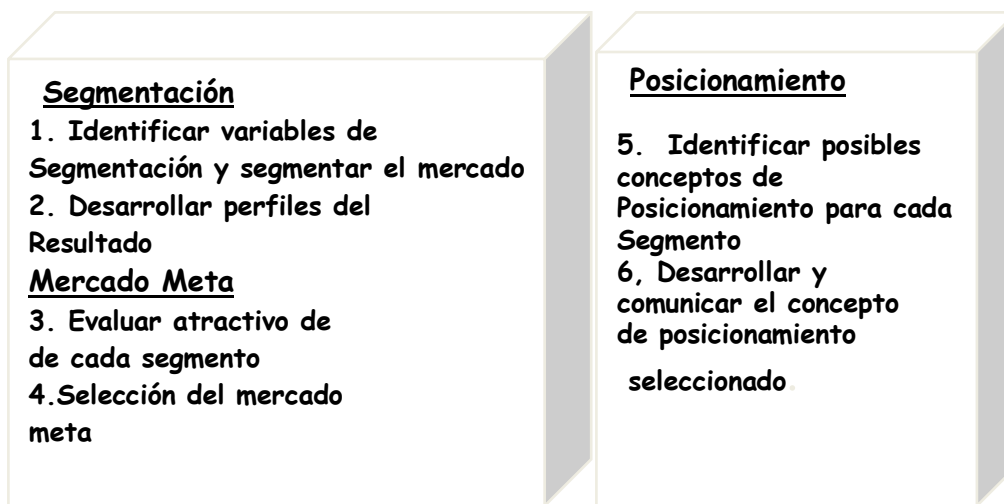 Segmentación
1. Identificar variables de
Segmentación y segmentar el mercado
2. Desarrollar perfiles del
Resultado
Mercado Meta
3. Evaluar atractivo de
de cada segmento
4.Selección del mercado
meta
Posicionamiento
5. Identificar posibles
conceptos de
Posicionamiento para cada
Segmento
6, Desarrollar y
comunicar el concepto
de posicionamiento
seleccionado.